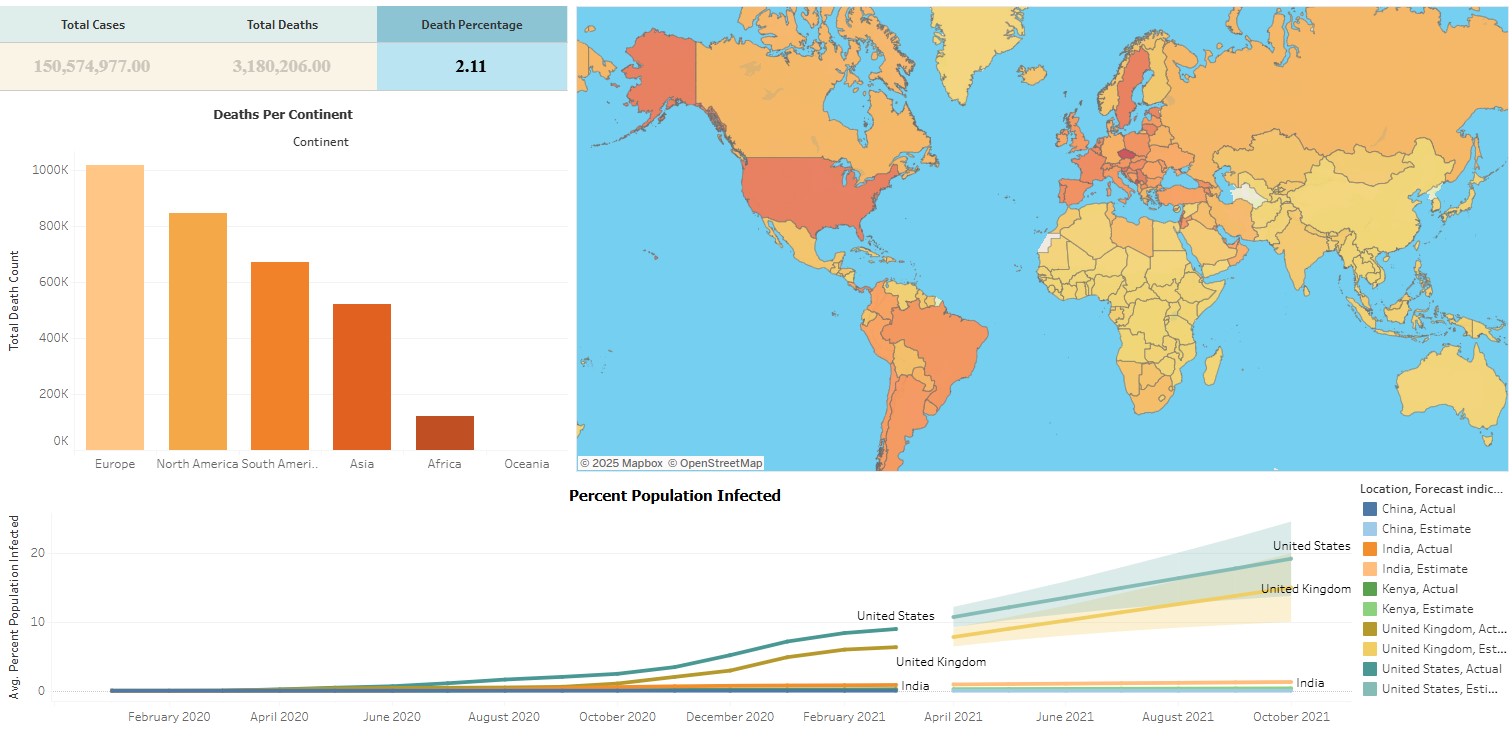 Total Cases Total Deaths Death Percentage
150,574,977.00 3,180,206.00 2.11
Deaths Per Continent
Continent
Total Death Count
1000K
800K
600K
400K
200K
0K
Europe North America South Ameri.. Asia Africa Oceania
© 2025 Mapbox © OpenStreetMap
Percent Population Infected
Avg. Percent Population Infected
20
10
0
United States
United Kingdom
India
United States
United Kingdom
India
February 2020 April 2020 June 2020 August 2020 October 2020 December 2020 February 2021 April 2021 June 2021 August 2021 October 2021
Location, Forecast indic...
China, Actual
China, Estimate
India, Actual
India, Estimate
Kenya, Actual
Kenya, Estimate
United Kingdom, Act...
United Kingdom, Est...
United States, Actual
United States, Esti...